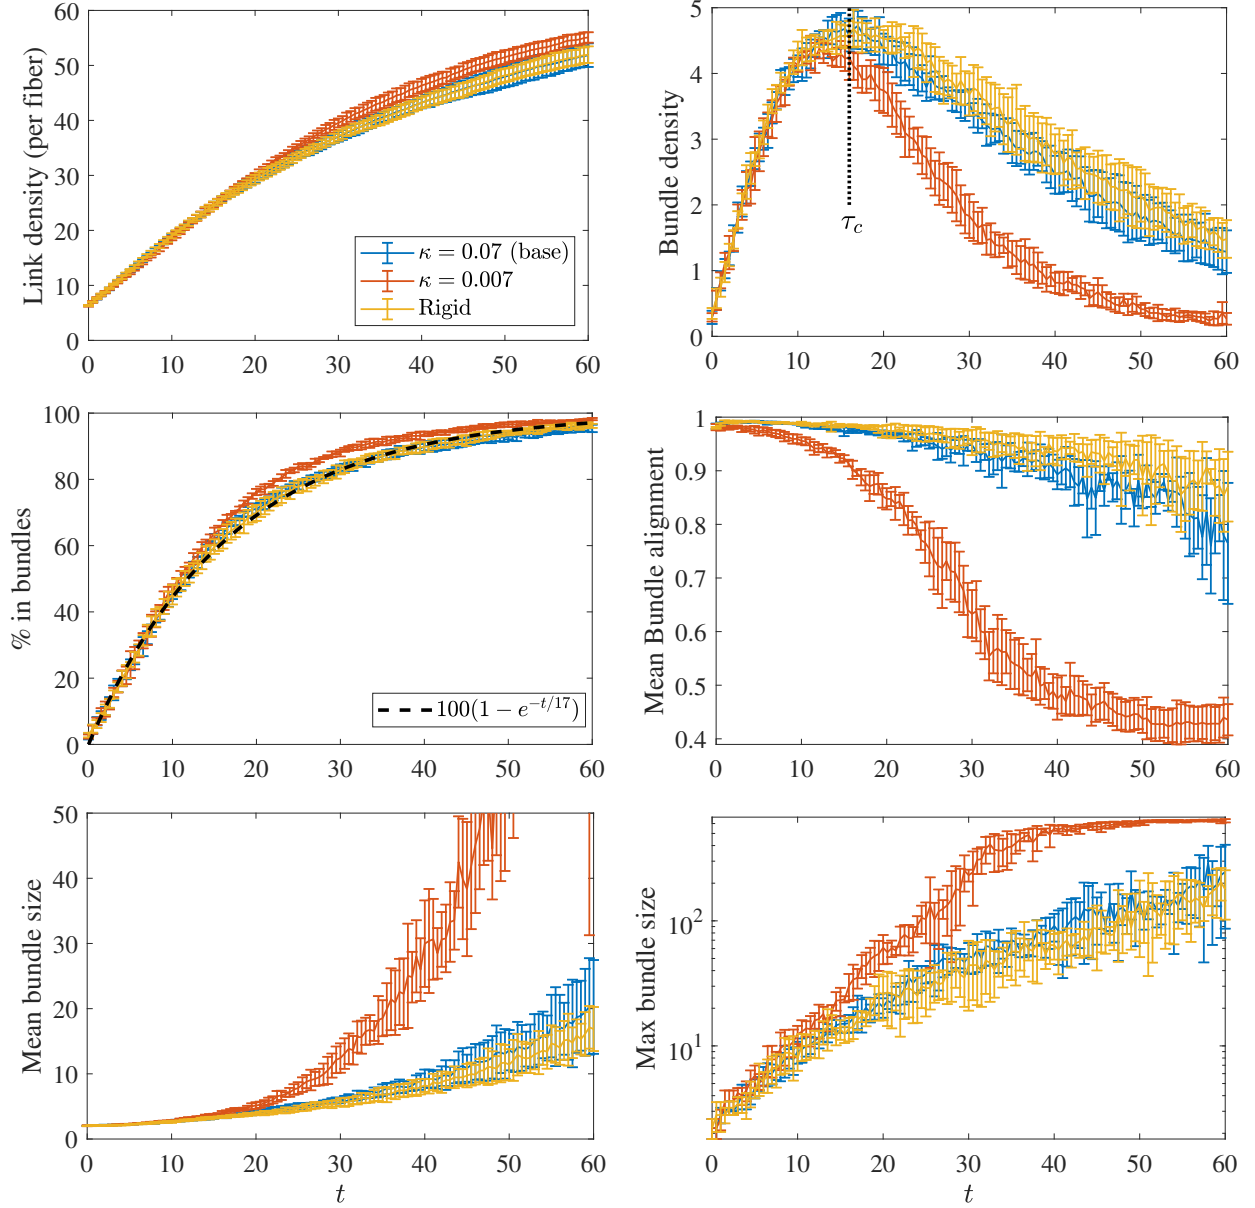 Link density (per fiber)
60
50
40
30
20
10
0
0 10 20 30 40 50 60
κ = 0.07 (base)
κ = 0.007
Rigid
Bundle density
5
4
3
2
1
0
0 10 20 30 40 50 60
τ_c
% in bundles
100
80
60
40
20
0
0 10 20 30 40 50 60
100(1 − e^{−t/17})
Mean Bundle alignment
1
0.9
0.8
0.7
0.6
0.5
0.4
0 10 20 30 40 50 60
Mean bundle size
50
40
30
20
10
0
0 10 20 30 40 50 60
t
Max bundle size
10^2
10^1
0 10 20 30 40 50 60
t